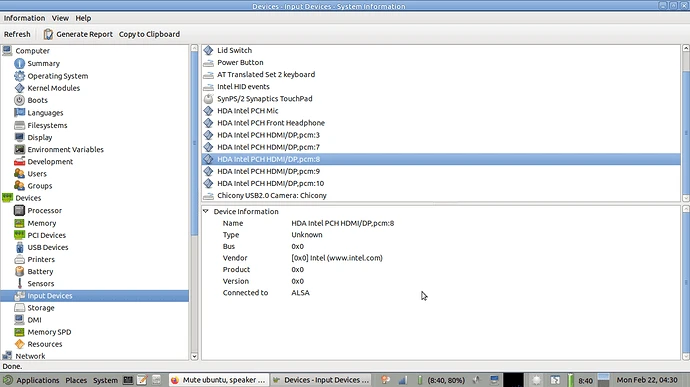 Devices - Input Devices - System Information
Information View Help
Refresh Generate Report Copy to Clipboard
Computer
Summary
Operating System
Kernel Modules
Boots
Languages
Filesystems
Display
Environment Variables
Development
Users
Groups
Devices
Processor
Memory
PCI Devices
USB Devices
Printers
Battery
Sensors
Input Devices
Storage
DMI
Memory SPD
Resources
Network
Lid Switch
Power Button
AT Translated Set 2 keyboard
Intel HID events
SynPS/2 Synaptics TouchPad
HDA Intel PCH Mic
HDA Intel PCH Front Headphone
HDA Intel PCH HDMI/DP,pcm:3
HDA Intel PCH HDMI/DP,pcm:7
HDA Intel PCH HDMI/DP,pcm:8
HDA Intel PCH HDMI/DP,pcm:9
HDA Intel PCH HDMI/DP,pcm:10
Chicony USB2.0 Camera: Chicony
Device Information
Name HDA Intel PCH HDMI/DP,pcm:8
Type Unknown
Bus 0x0
Vendor [0x0] Intel (www.intel.com)
Product 0x0
Version 0x0
Connected to ALSA
Done.
Applications Places System Mute ubuntu, speaker ... Devices - Input Devices ... (8:40, 80%) 8:40 Mon Feb 22, 04:30